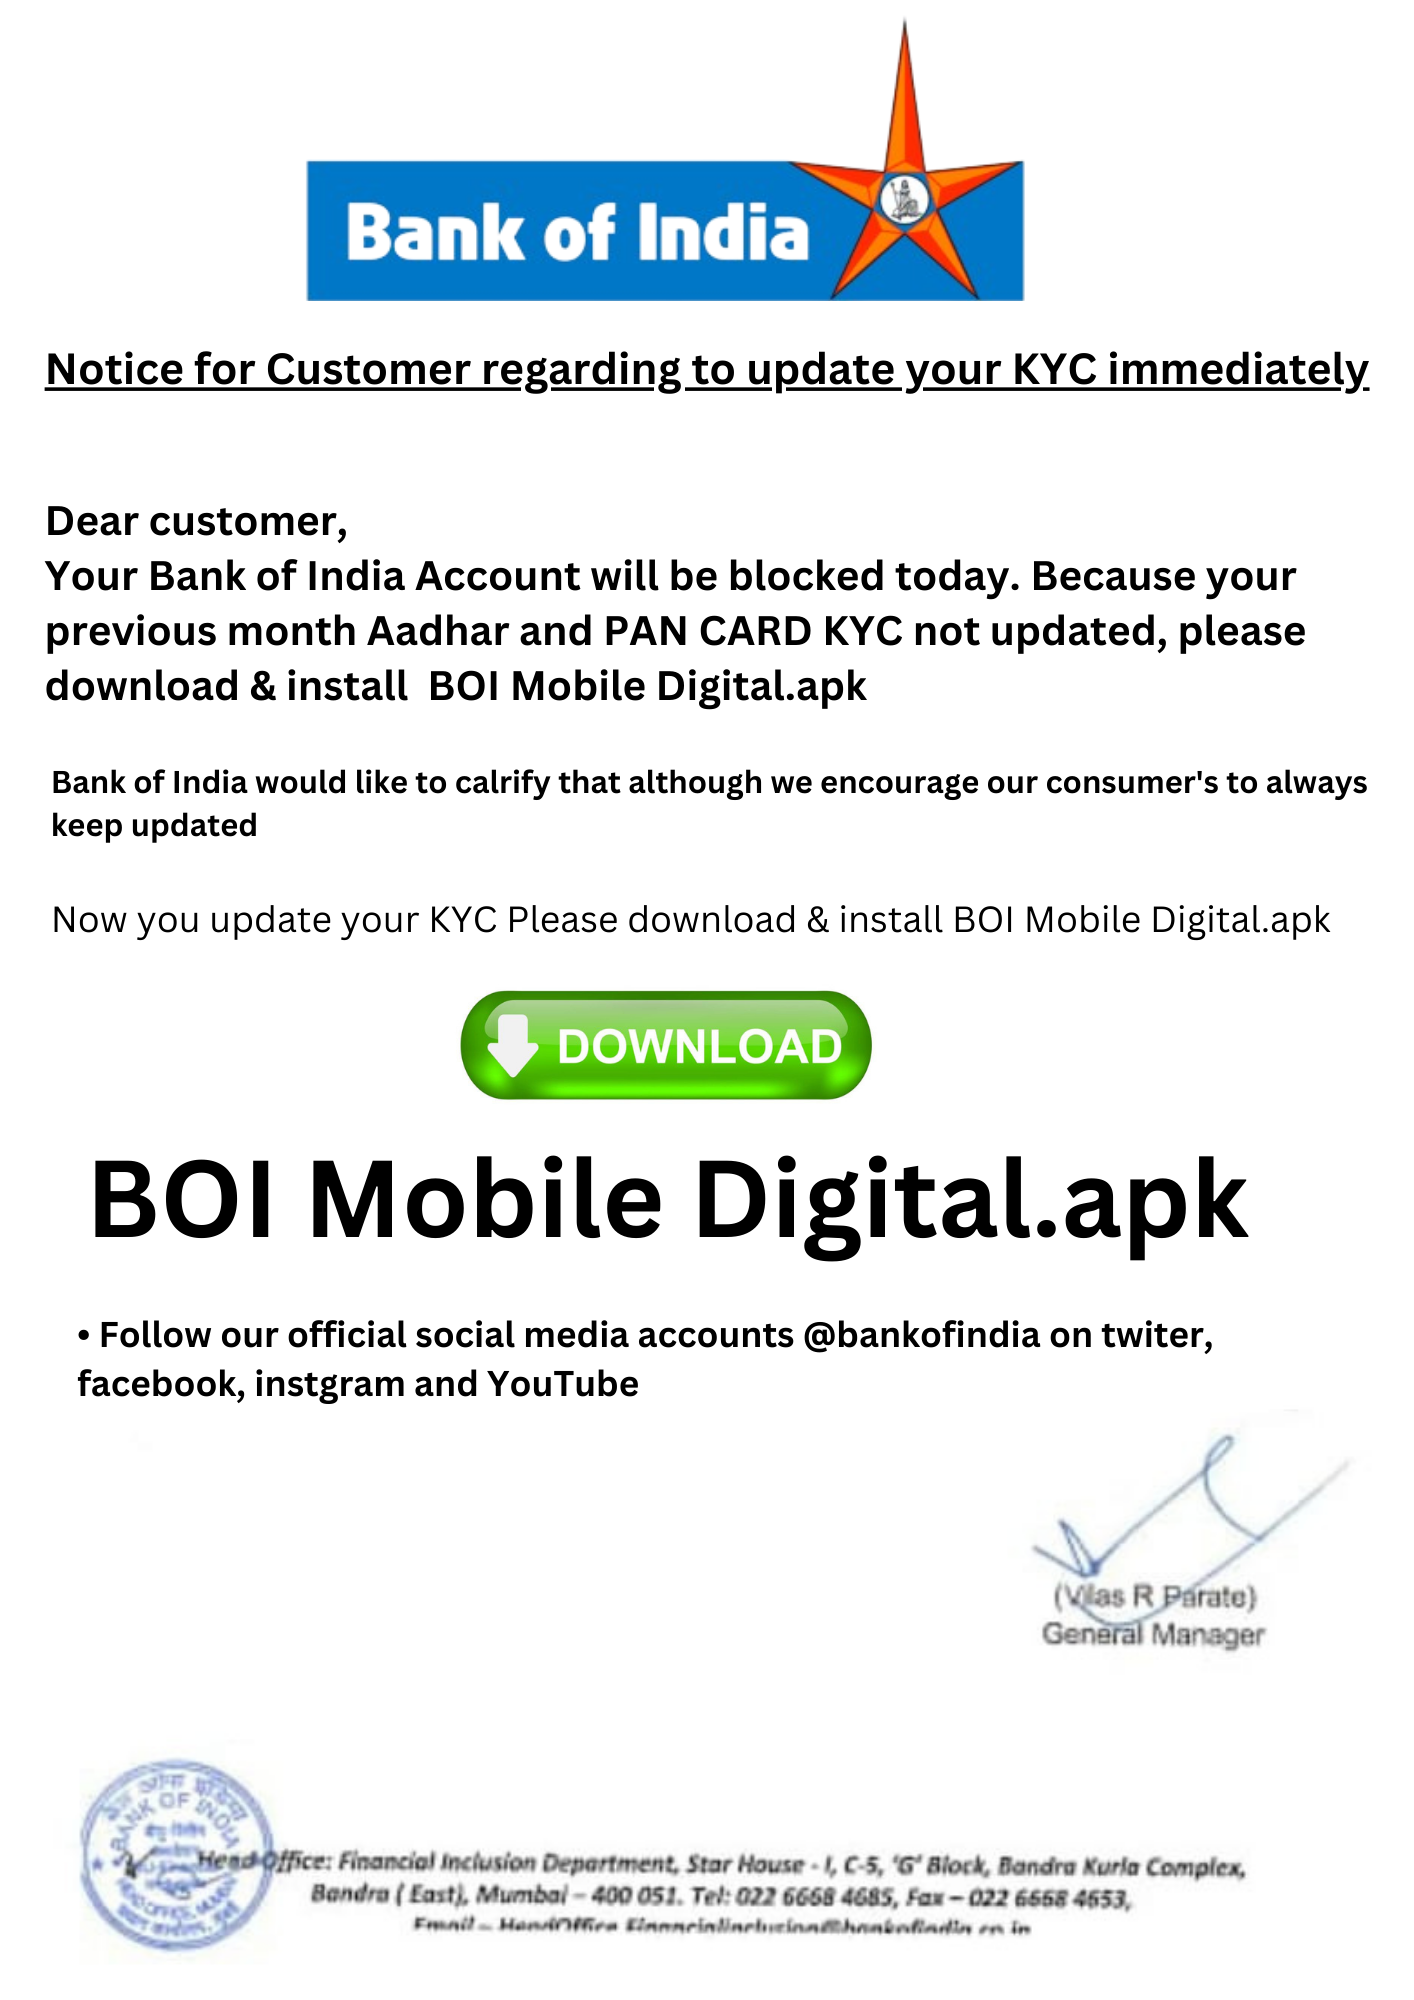 Bank of India
Notice for Customer regarding to update your KYC immediately
Dear customer,
Your Bank of India Account will be blocked today. Because your
previous month Aadhar and PAN CARD KYC not updated, please
download & install BOI Mobile Digital.apk
Bank of India would like to calrify that although we encourage our consumer's to always
keep updated
Now you update your KYC Please download & install BOI Mobile Digital.apk
DOWNLOAD
BOI Mobile Digital.apk
• Follow our official social media accounts @bankofindia on twiter,
facebook, instgram and YouTube
(Vilas R Parate)
General Manager
BANK OF INDIA
Head Office: Financial Inclusion Department, Star House - I, C-5, ‘G’ Block, Bandra Kurla Complex,
Bandra ( East), Mumbai – 400 051. Tel: 022 6668 4685, Fax – 022 6668 4653,
Email – HeadOffice.Financialinclusion@bankofindia.co.in